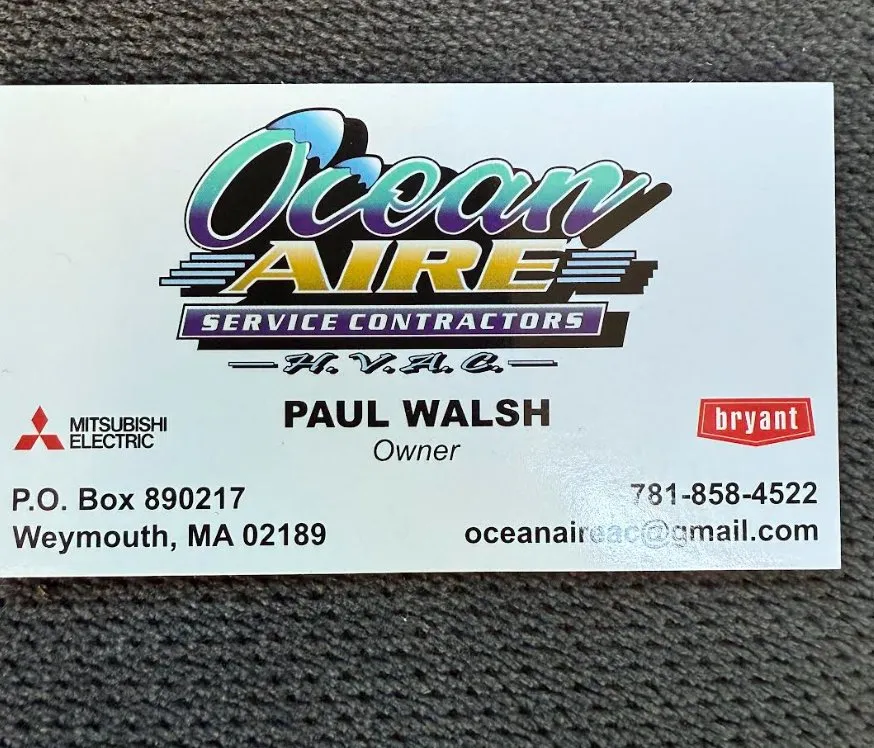 Ocean
AIRE
SERVICE CONTRACTORS
H.V.A.C.
PAUL WALSH
Owner
MITSUBISHI
ELECTRIC
bryant
P.O. Box 890217
Weymouth, MA 02189
781-858-4522
oceanaireac@gmail.com